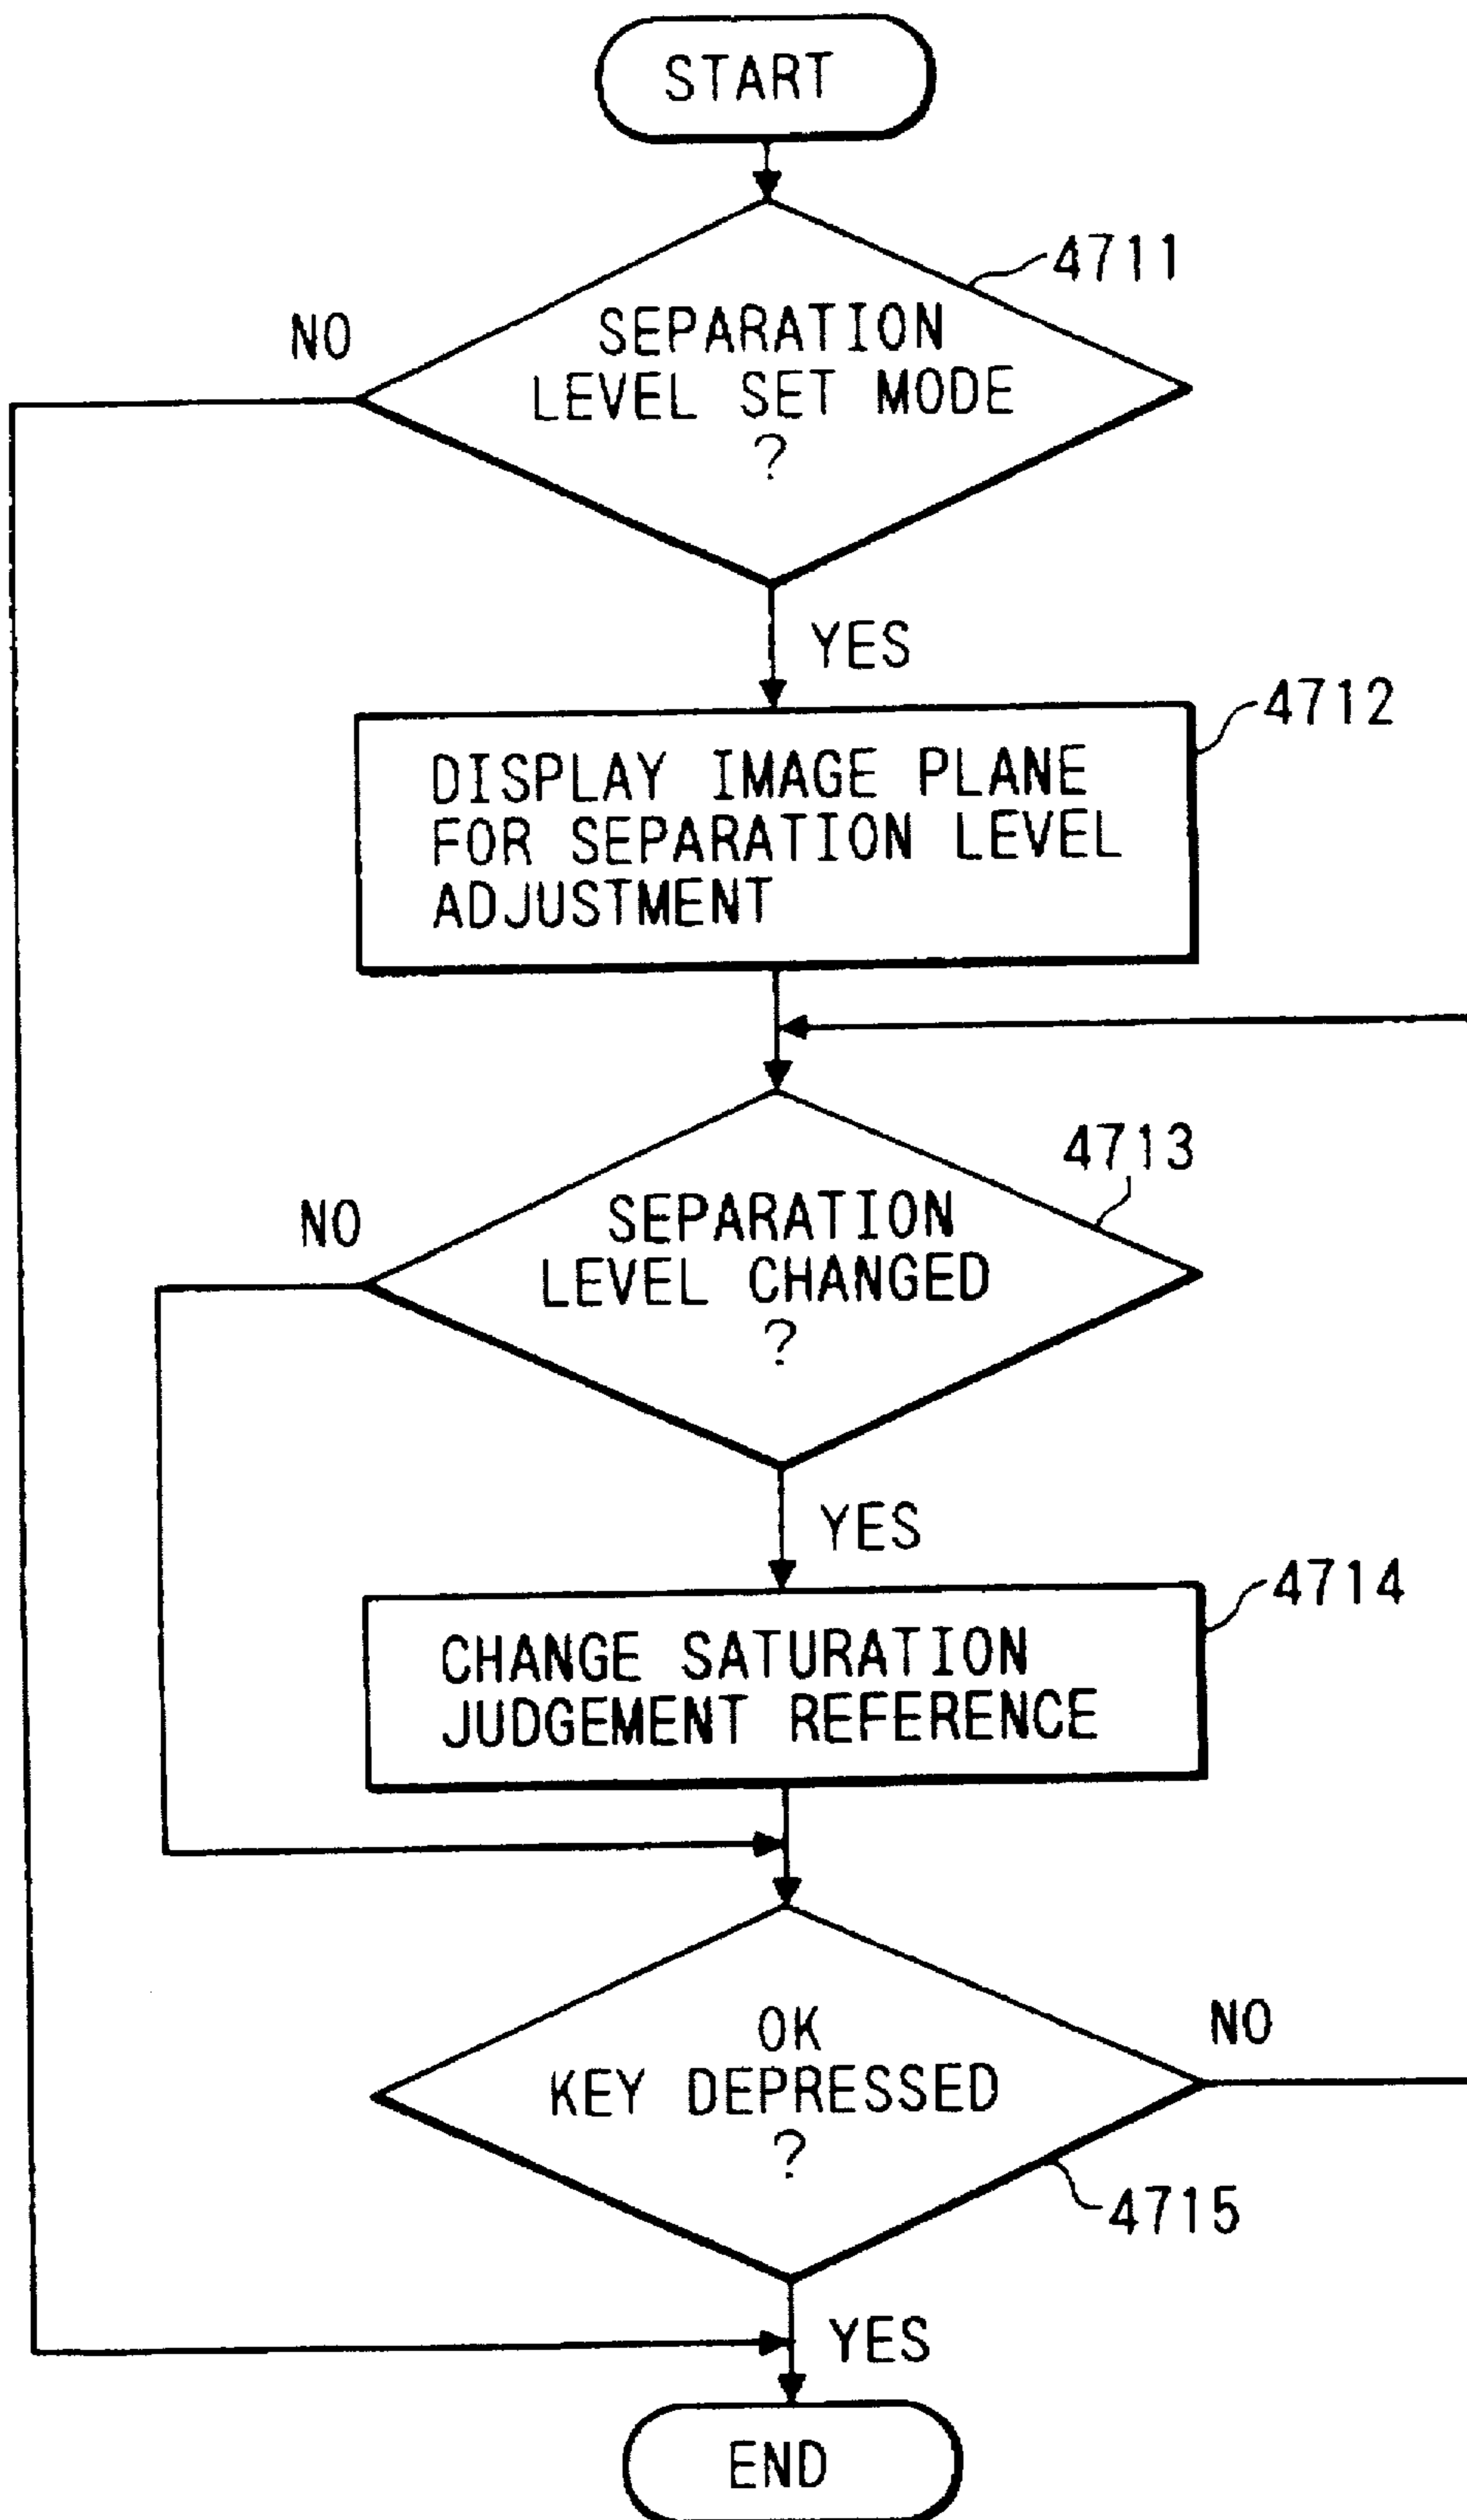 START
4711
NO
SEPARATION
LEVEL SET MODE
?
YES
4712
DISPLAY IMAGE PLANE
FOR SEPARATION LEVEL
ADJUSTMENT
4713
NO
SEPARATION
LEVEL CHANGED
?
YES
4714
CHANGE SATURATION
JUDGEMENT REFERENCE
OK
NO
KEY DEPRESSED
?
4715
YES
END